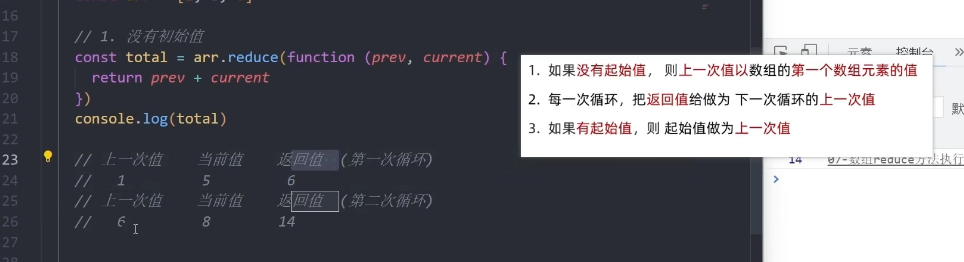 16
17 // 1. 没有初始值
18 const total = arr.reduce(function (prev, current) {
19 return prev + current
20 })
21 console.log(total)
22
23 // 上一次值 当前值 返回值 (第一次循环)
24 // 1 5 6
25 // 上一次值 当前值 返回值 (第二次循环)
26 // 6 8 14
27
1. 如果没有起始值， 则上一次值以数组的第一个数组元素的值
2. 每一次循环，把返回值给做为 下一次循环的上一次值
3. 如果有起始值，则 起始值做为上一次值
元素 控制台 »
默
14 07-数组reduce方法执行
>